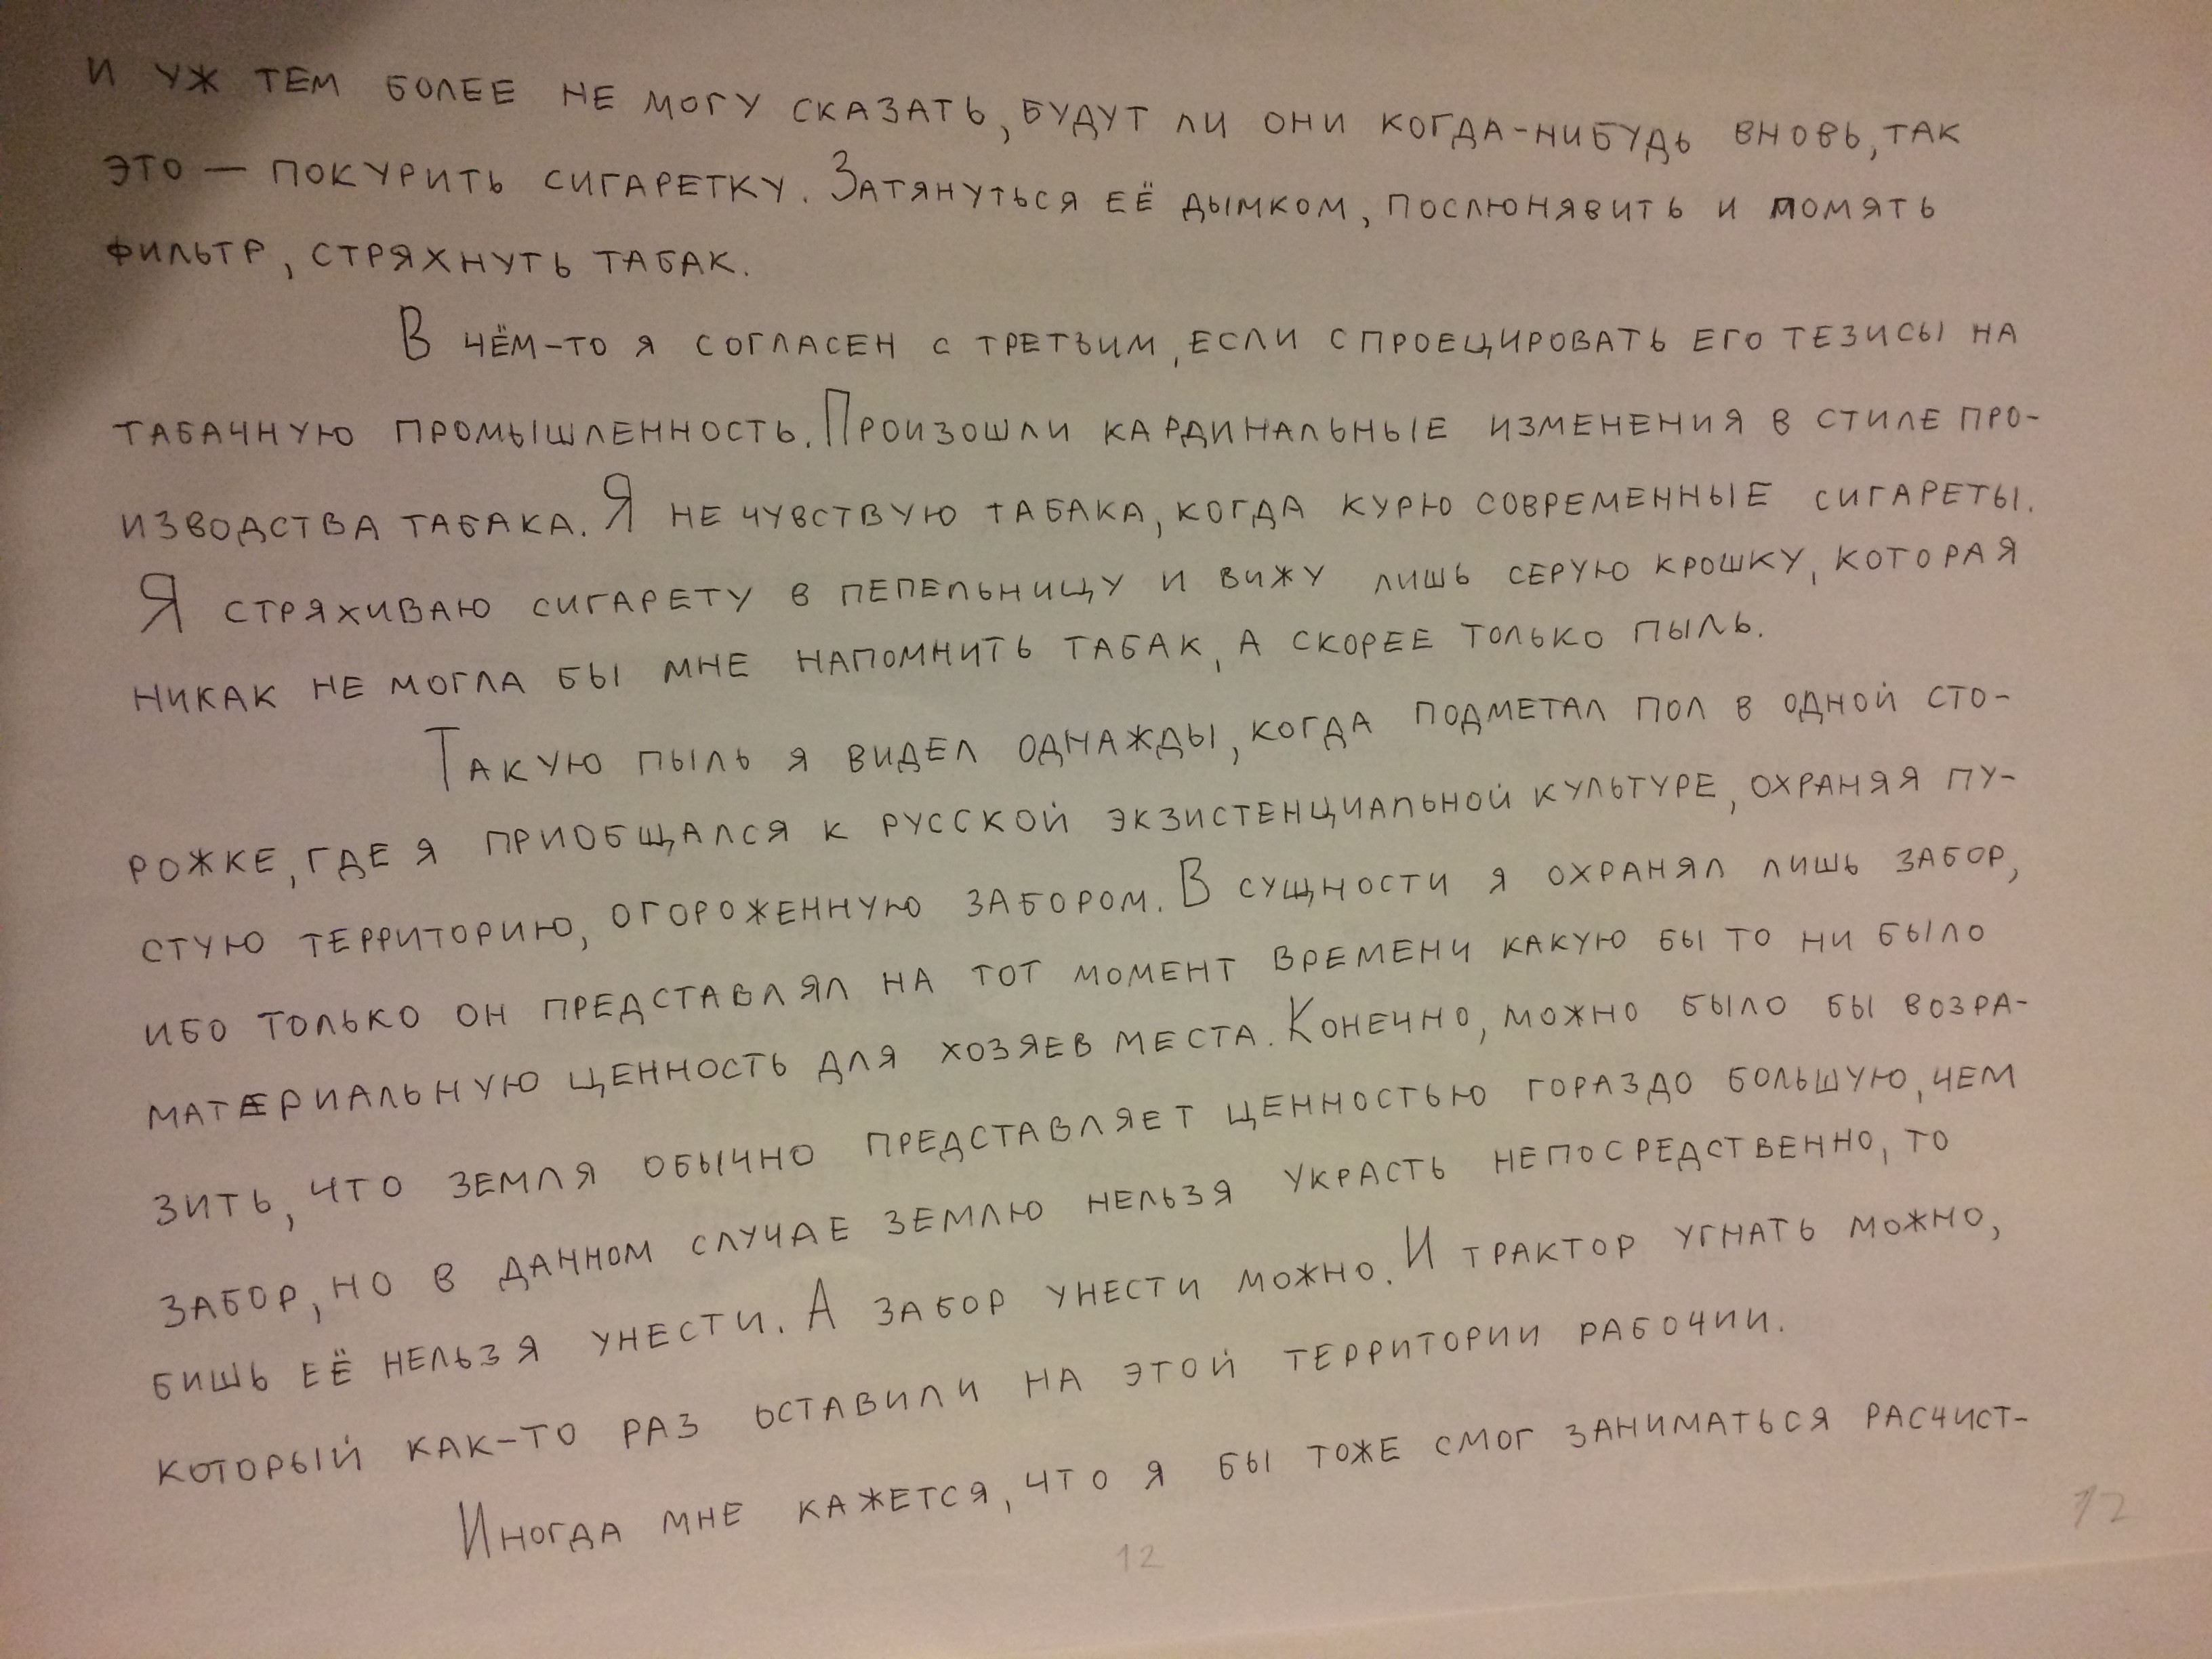 и уж тем более не могу сказать, будут ли они когда-нибудь вновь, так
это — покурить сигаретку. Затянуться её дымком, послюнявить и помять
фильтр, стряхнуть табак.
В чём-то я согласен с третьим, если спроецировать его тезисы на
табачную промышленность. Произошли кардинальные изменения в стиле про-
изводства табака. Я не чувствую табака, когда курю современные сигареты.
Я стряхиваю сигарету в пепельницу и вижу лишь серую крошку, которая
никак не могла бы мне напомнить табак, а скорее только пыль.
Такую пыль я видел однажды, когда подметал пол в одной сто-
рожке, где я приобщался к русской экзистенциальной культуре, охраняя пу-
стую территорию, огороженную забором. В сущности я охранял лишь забор,
ибо только он представлял на тот момент времени какую бы то ни было
материальную ценность для хозяев места. Конечно, можно было бы возра-
зить, что земля обычно представляет ценностью гораздо большую, чем
забор, но в данном случае землю нельзя украсть непосредственно, то
бишь её нельзя унести. А забор унести можно. И трактор угнать можно,
который как-то раз оставили на этой территории рабочии.
Иногда мне кажется, что я бы тоже смог заниматься расчист-
12
12